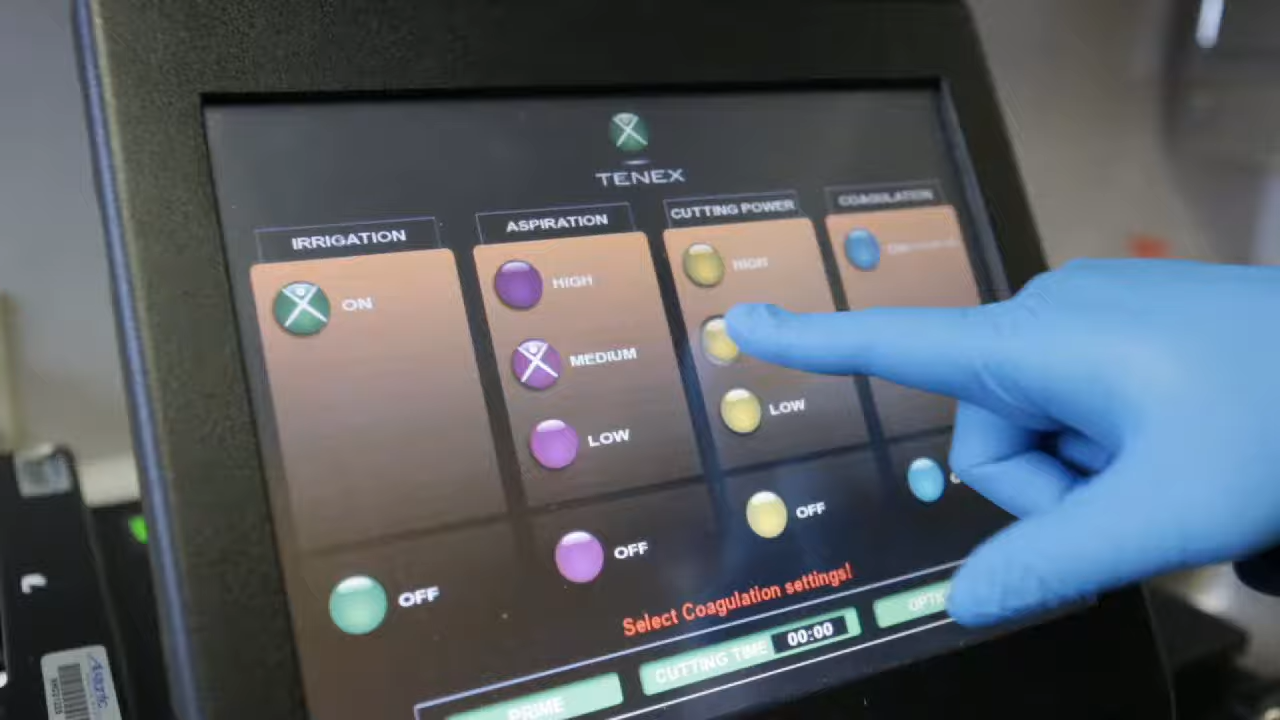 TENEX
IRRIGATION
ON
OFF
ASPIRATION
HIGH
MEDIUM
LOW
OFF
CUTTING POWER
HIGH
LOW
OFF
COAGULATION
Select Coagulation settings!
PRIME
CUTTING TIME 00:00